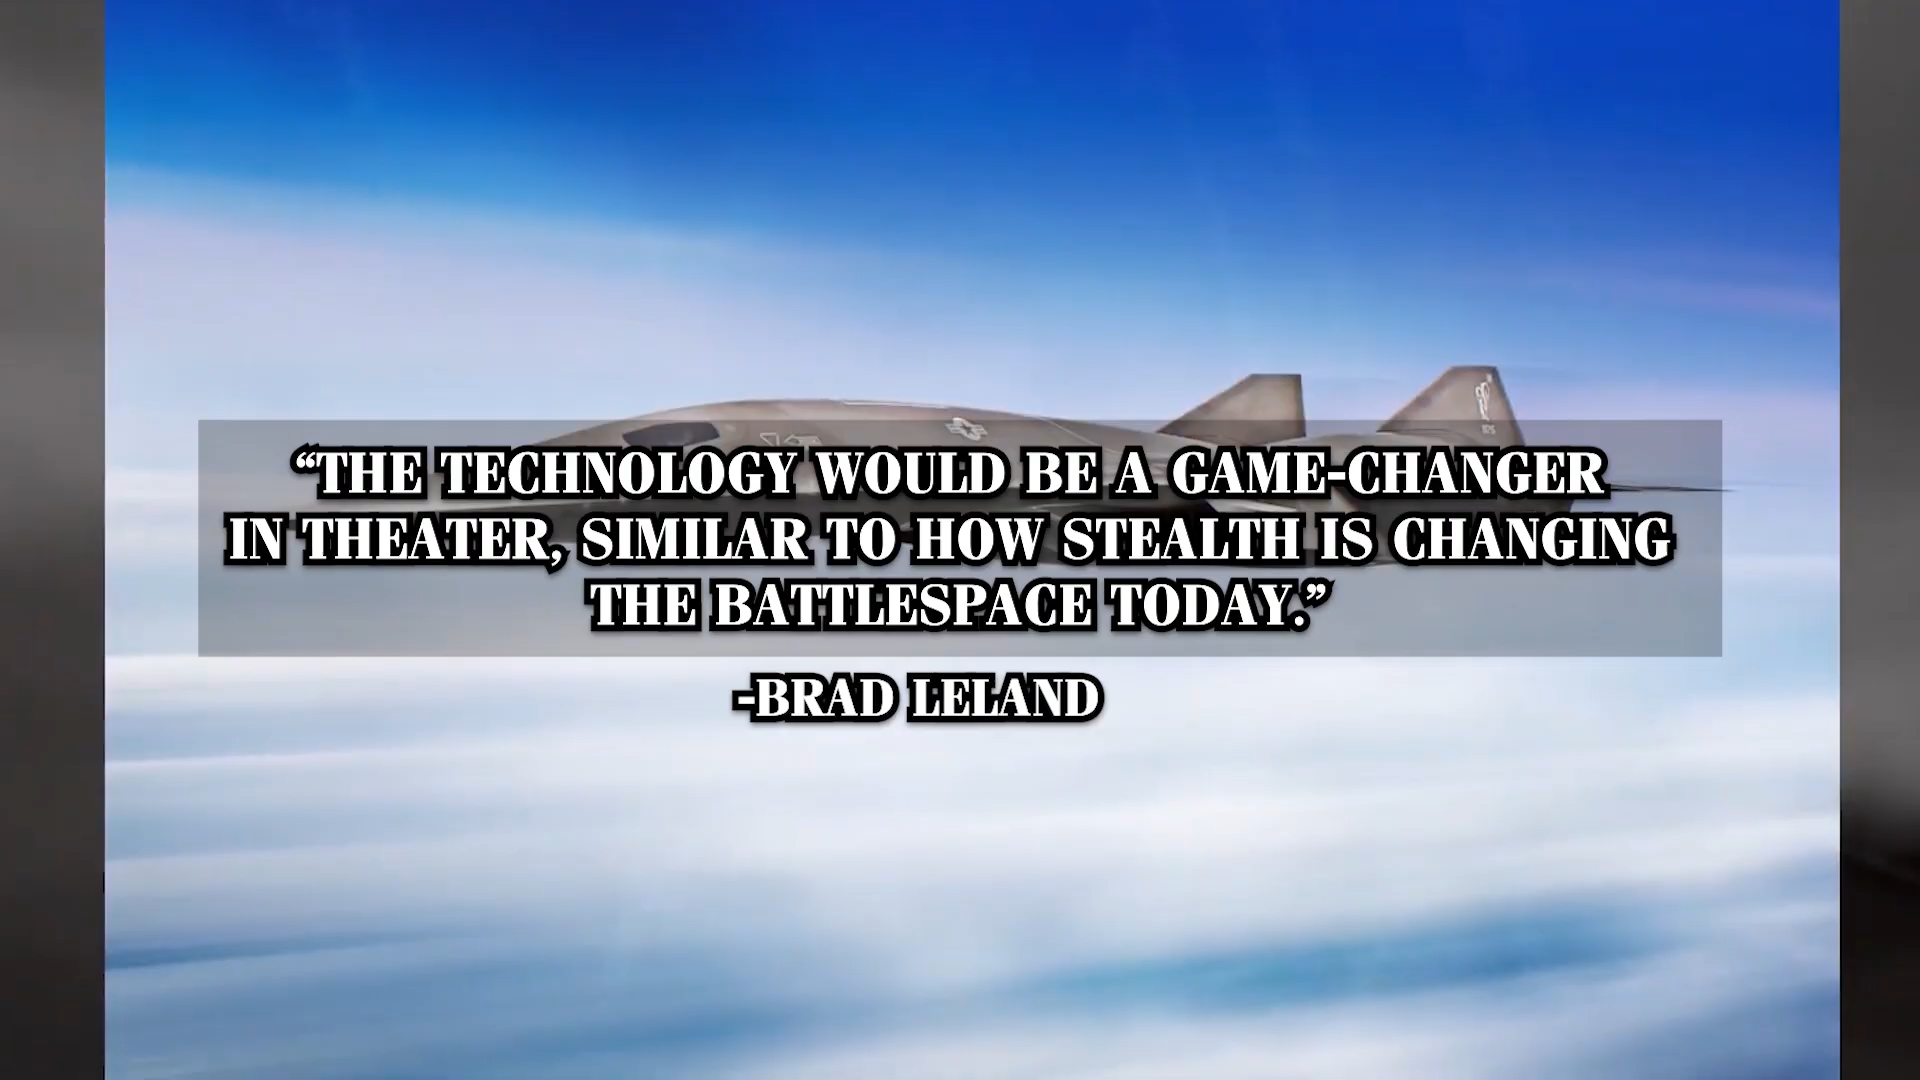 “THE TECHNOLOGY WOULD BE A GAME-CHANGER
IN THEATER, SIMILAR TO HOW STEALTH IS CHANGING
THE BATTLESPACE TODAY.”
-BRAD LELAND